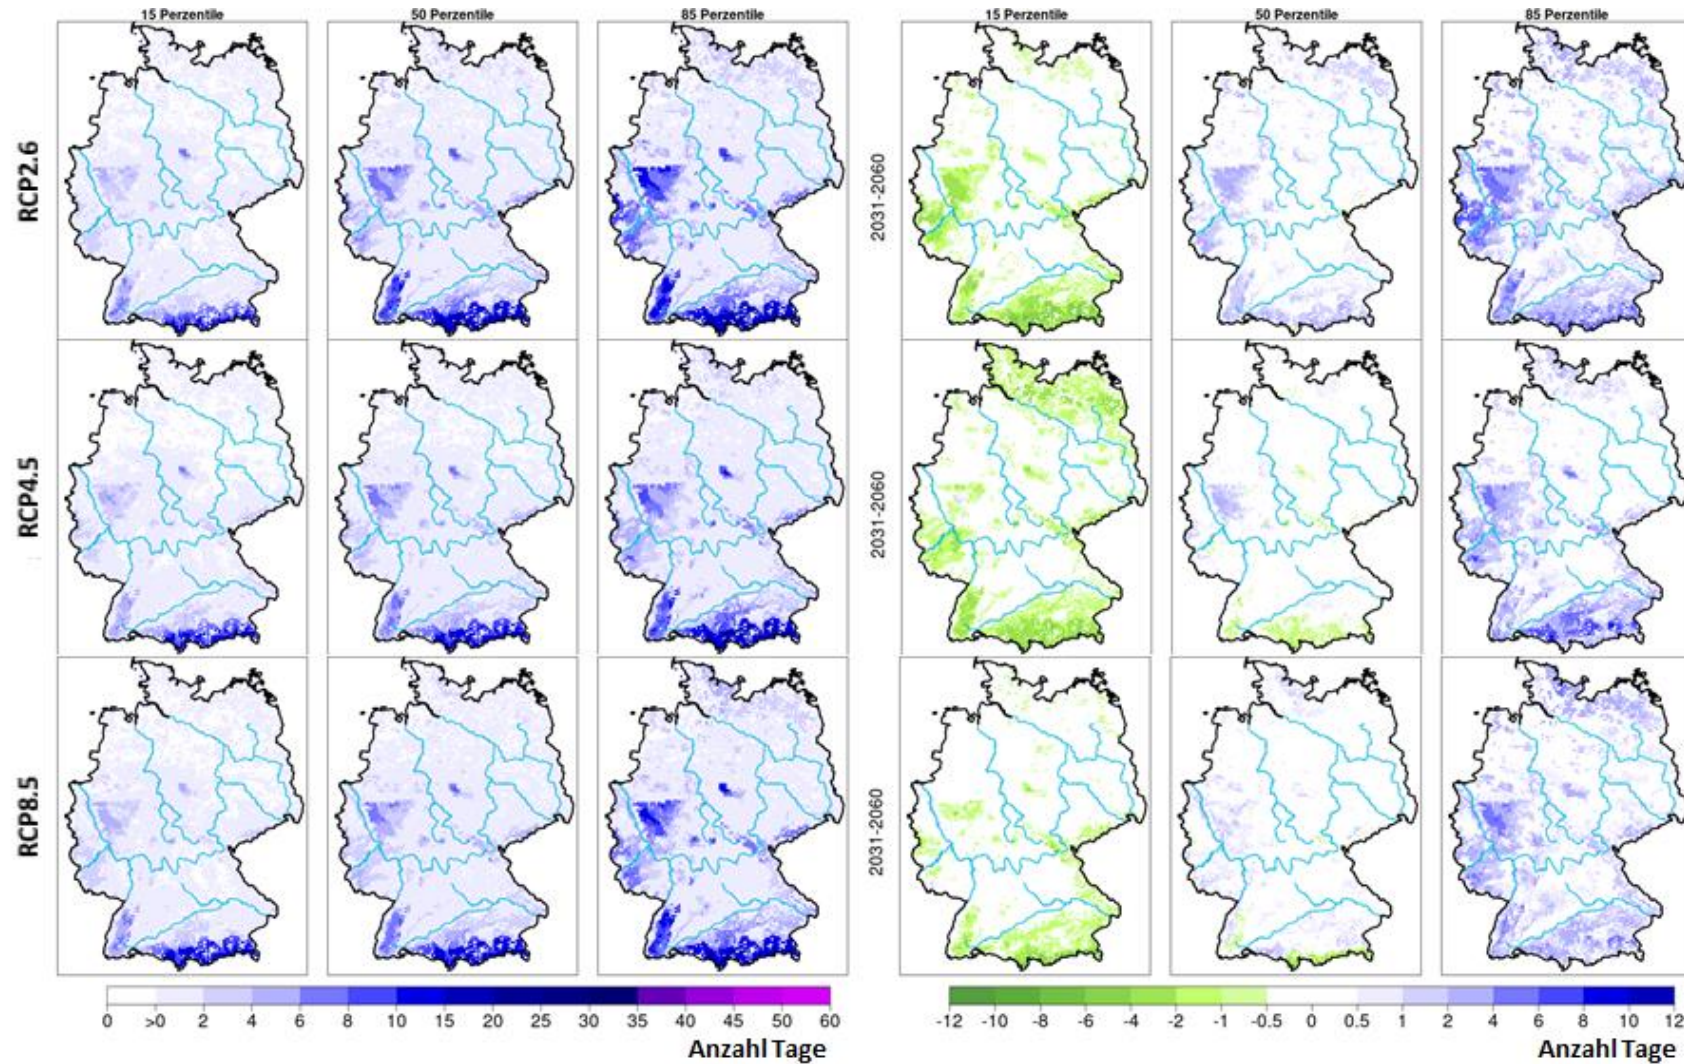 15 Perzentile 50 Perzentile 85 Perzentile 15 Perzentile 50 Perzentile 85 Perzentile
RCP2.6
2031-2060
RCP4.5
2031-2060
RCP8.5
2031-2060
0 >0 2 4 6 8 10 15 20 25 30 35 40 45 50 60
-12 -10 -8 -6 -4 -2 -1 -0.5 0 0.5 1 2 4 6 8 10 12
Anzahl Tage
Anzahl Tage